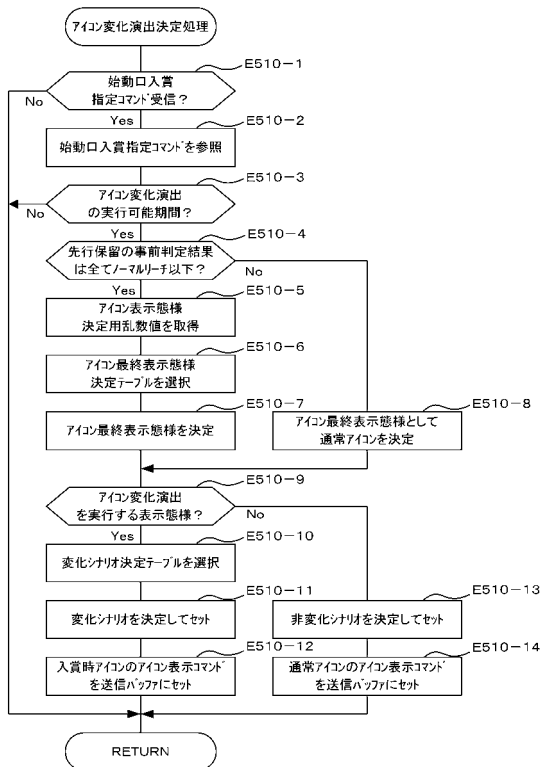 アイコン変化演出決定処理
E510-1
始動口入賞
指定コマンド受信？
No
Yes
E510-2
始動口入賞指定コマンドを参照
E510-3
アイコン変化演出
の実行可能期間？
No
Yes
E510-4
先行保留の事前判定結果
は全てノーマルリーチ以下？
No
Yes
E510-5
アイコン表示態様
決定用乱数値を取得
E510-6
アイコン最終表示態様
決定テーブルを選択
E510-7
アイコン最終表示態様を決定
E510-8
アイコン最終表示態様として
通常アイコンを決定
E510-9
アイコン変化演出
を実行する表示態様？
No
Yes
E510-10
変化シナリオ決定テーブルを選択
E510-11
変化シナリオを決定してセット
E510-13
非変化シナリオを決定してセット
E510-12
入賞時アイコンのアイコン表示コマンド
を送信バッファにセット
E510-14
通常アイコンのアイコン表示コマンド
を送信バッファにセット
RETURN